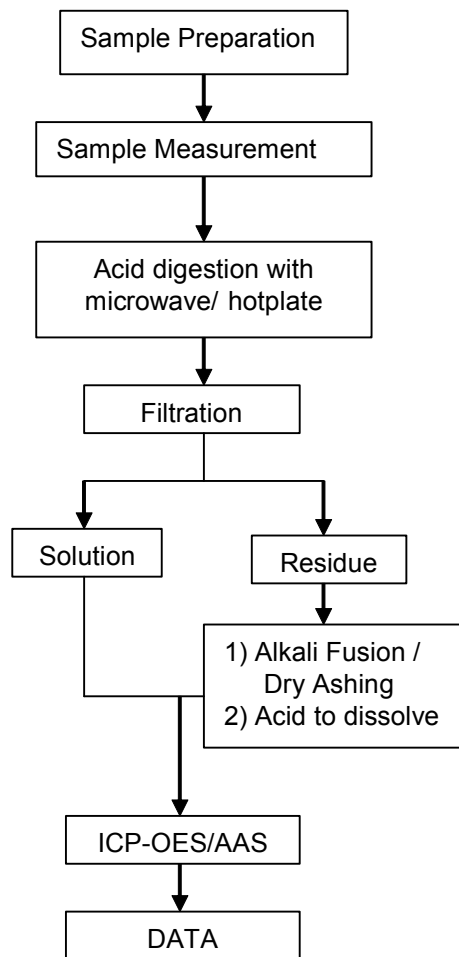 Sample Preparation
Sample Measurement
Acid digestion with
microwave/ hotplate
Filtration
Solution
Residue
1) Alkali Fusion /
Dry Ashing
2) Acid to dissolve
ICP-OES/AAS
DATA